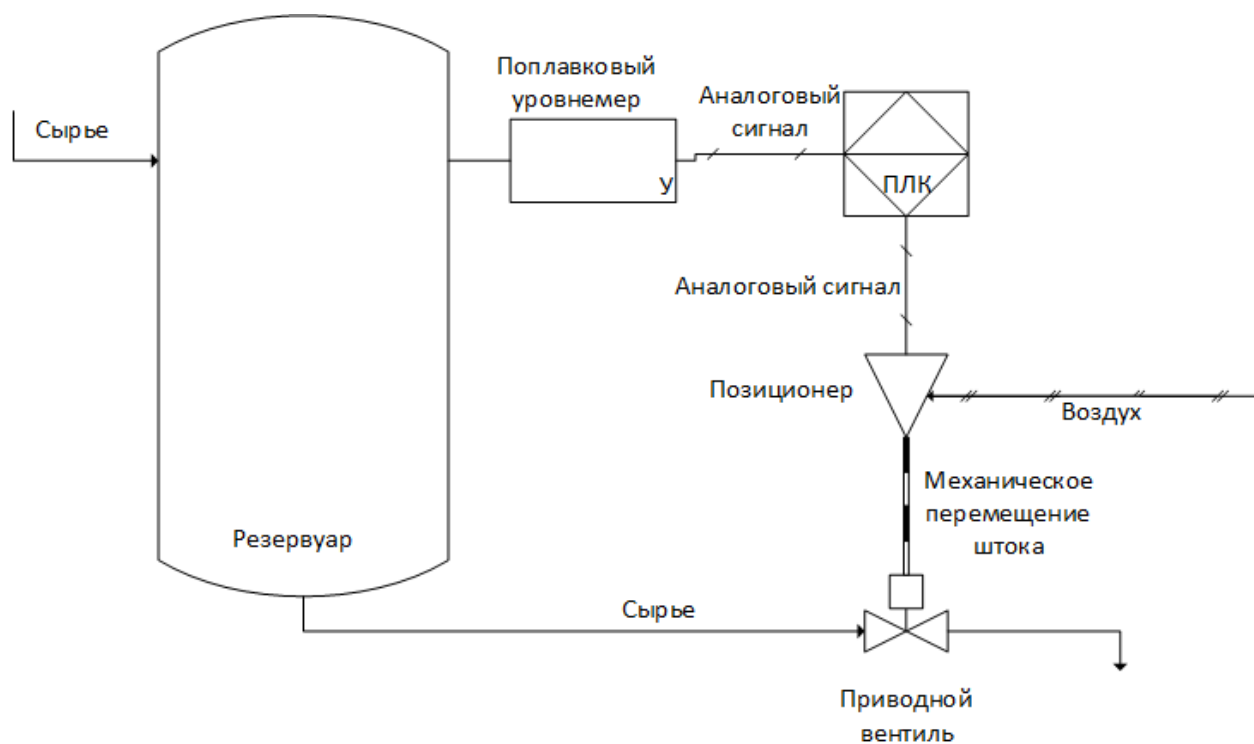 Сырье
Поплавковый
уровнемер
У
Аналоговый
сигнал
ПЛК
Аналоговый сигнал
Позиционер
Воздух
Механическое
перемещение
штока
Резервуар
Сырье
Приводной
вентиль